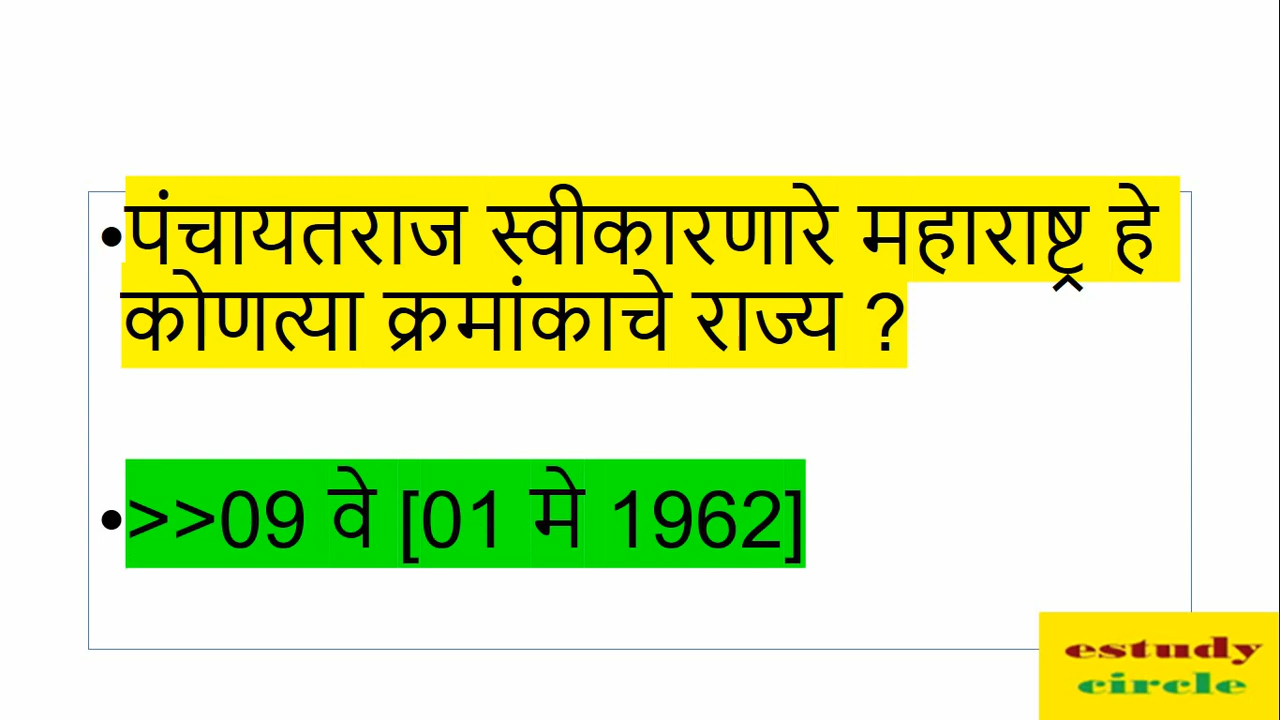 •पंचायतराज स्वीकारणारे महाराष्ट्र हे
कोणत्या क्रमांकाचे राज्य ?
•>>09 वे [01 मे 1962]
estudy
circle